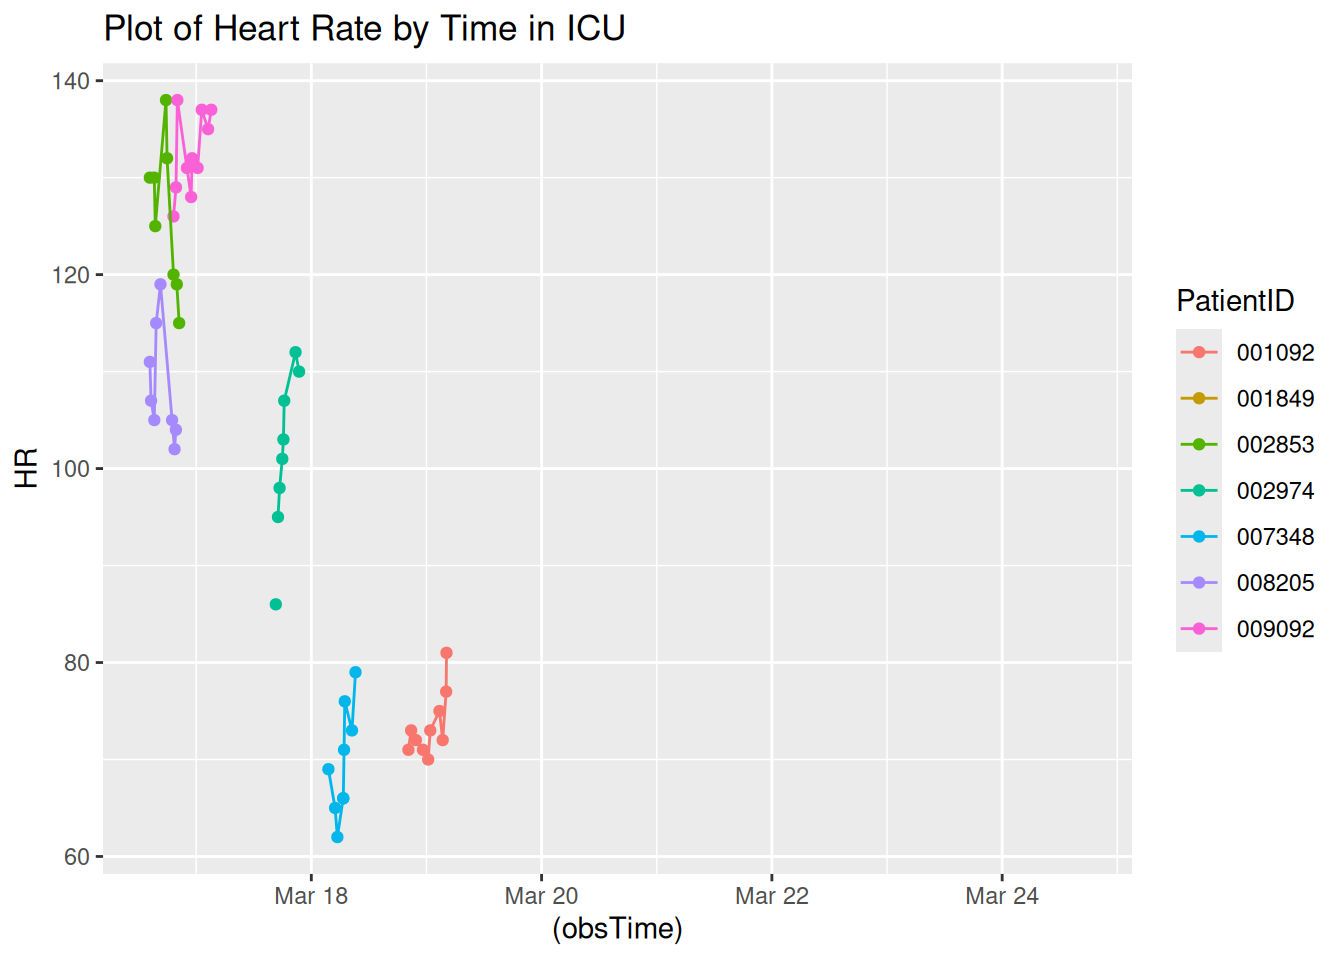 Plot of Heart Rate by Time in ICU
140
120
100
80
60
HR
Mar 18
Mar 20
Mar 22
Mar 24
(obsTime)
PatientID
001092
001849
002853
002974
007348
008205
009092